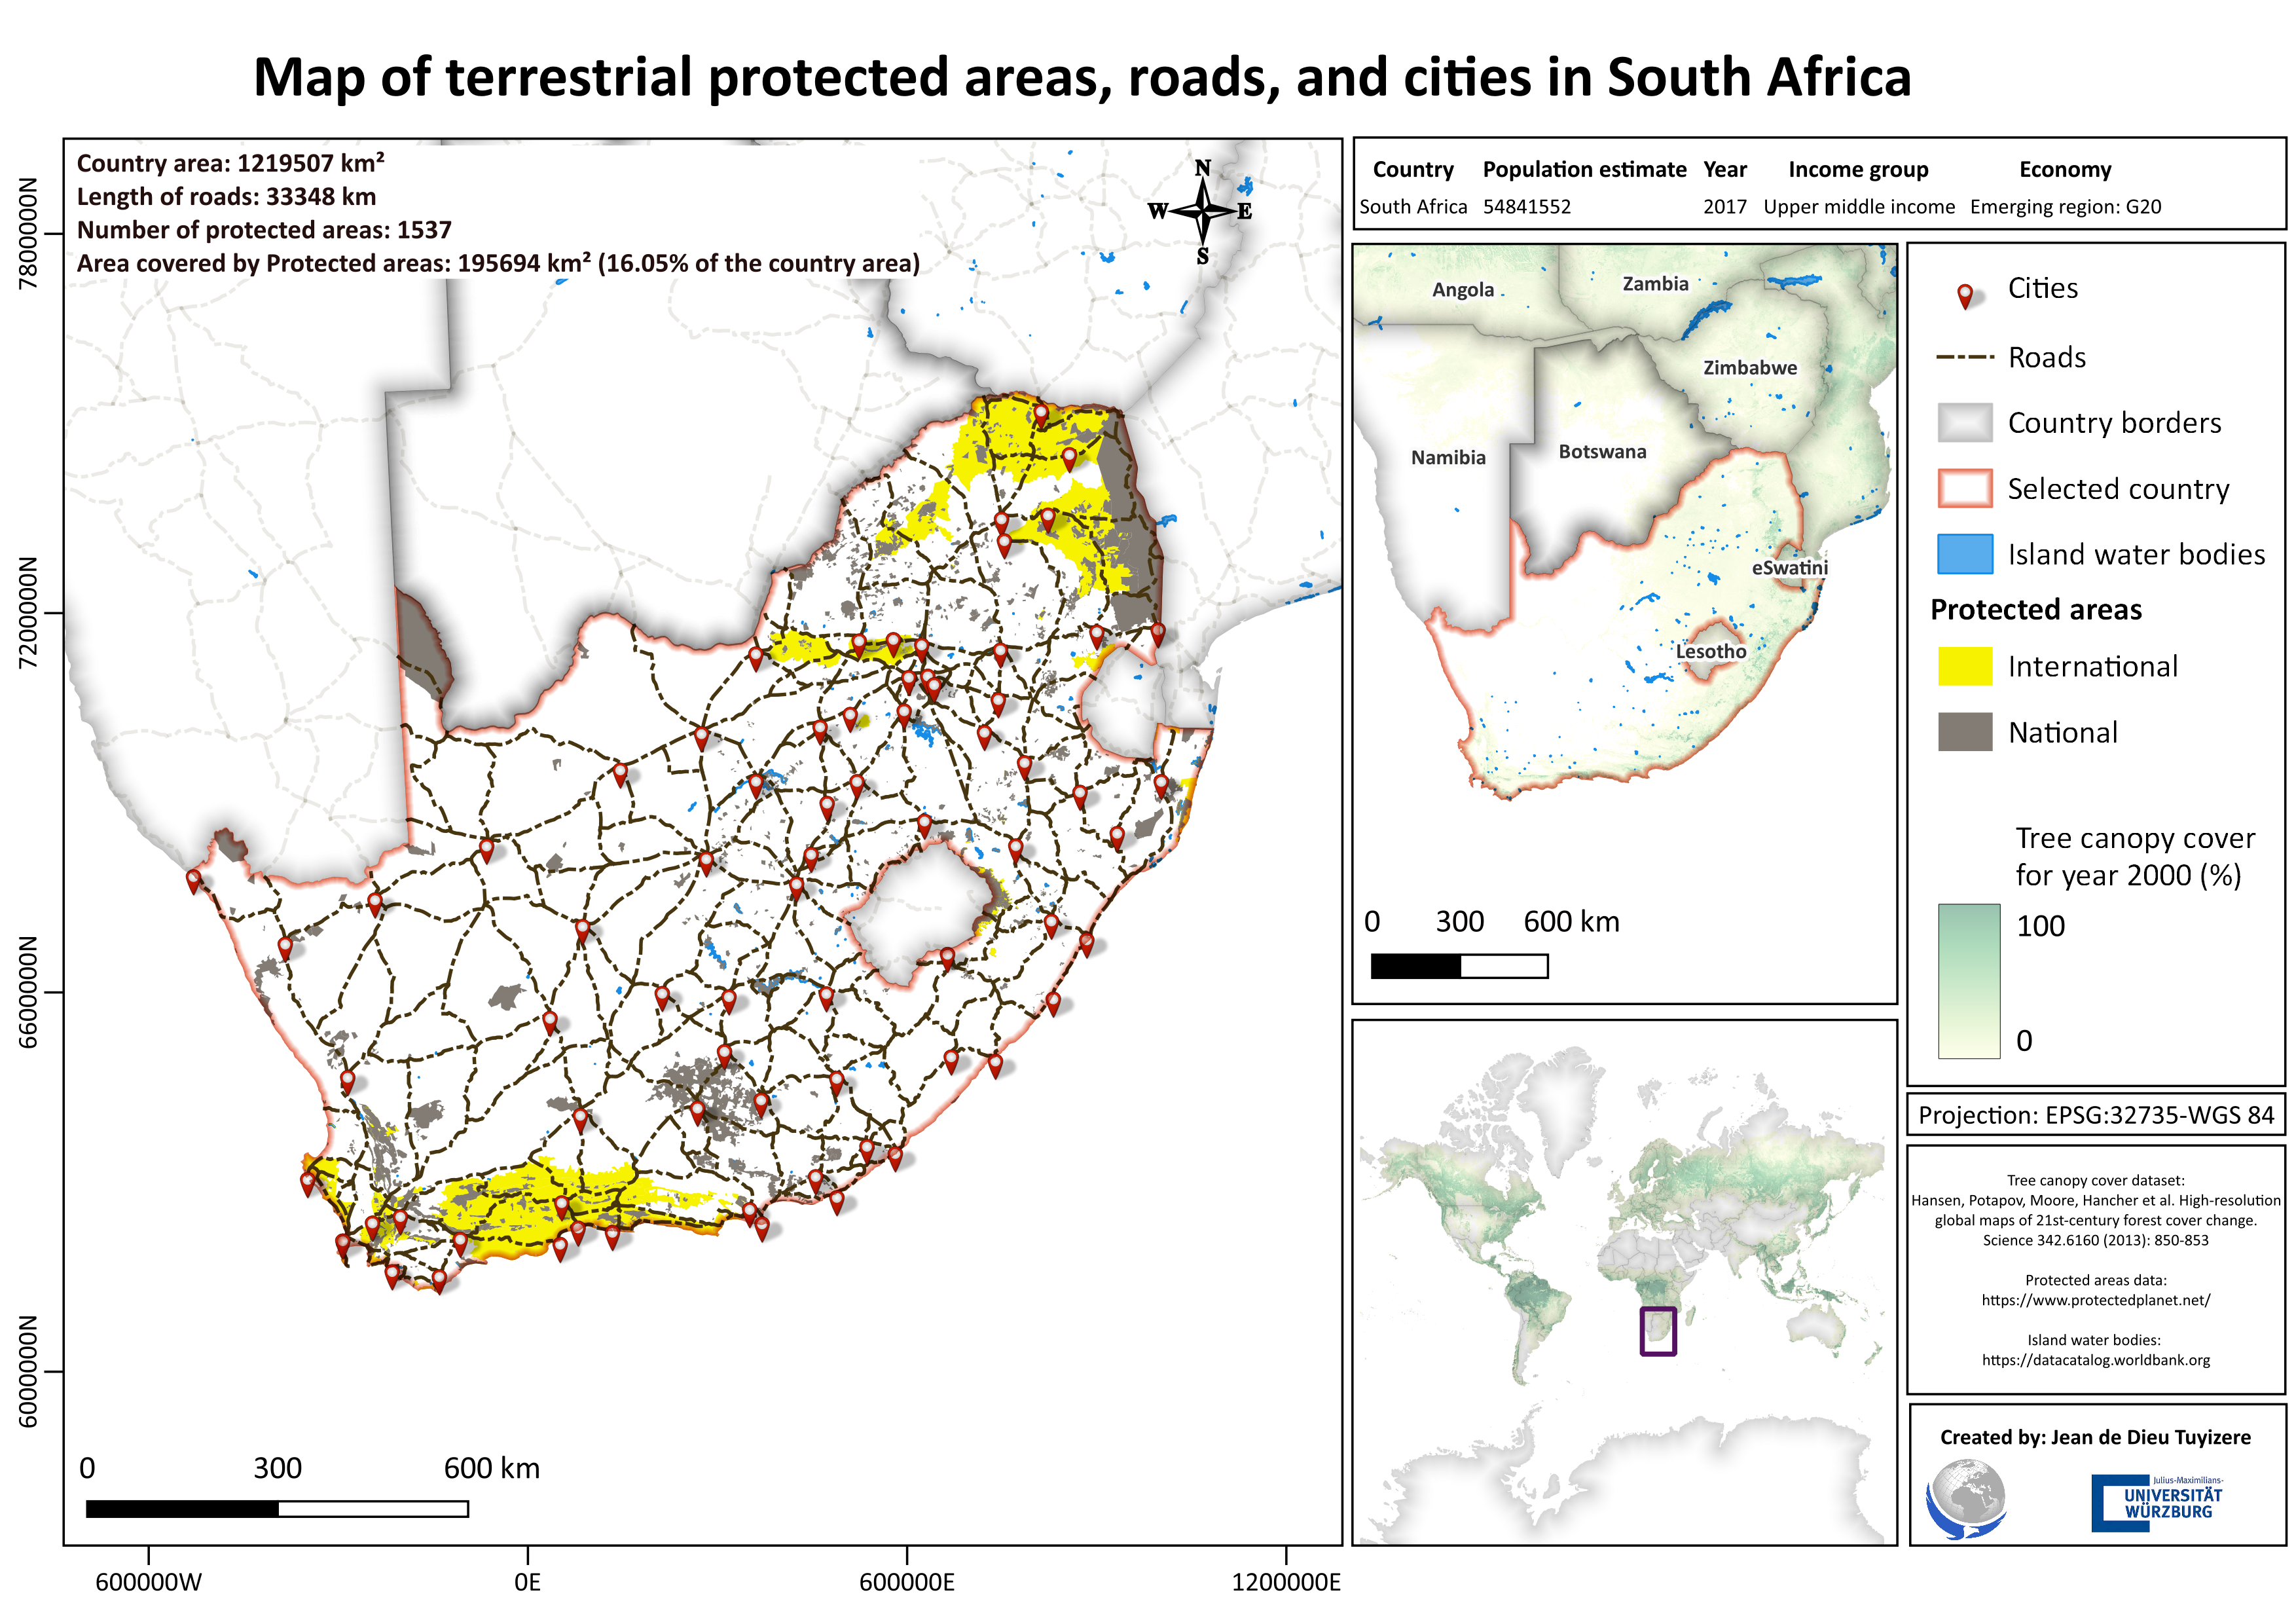 Map of terrestrial protected areas, roads, and cities in South Africa
Country area: 1219507 km²
Length of roads: 33348 km
Number of protected areas: 1537
Area covered by Protected areas: 195694 km² (16.05% of the country area)
N
W E
S
7800000N
7200000N
6600000N
6000000N
0 300 600 km
600000W 0E 600000E 1200000E
Country Population estimate Year Income group Economy
South Africa 54841552 2017 Upper middle income Emerging region: G20
Angola
Zambia
Zimbabwe
Namibia
Botswana
eSwatini
Lesotho
0 300 600 km
Cities
Roads
Country borders
Selected country
Island water bodies
Protected areas
International
National
Tree canopy cover
for year 2000 (%)
100
0
Projection: EPSG:32735-WGS 84
Tree canopy cover dataset:
Hansen, Potapov, Moore, Hancher et al. High-resolution
global maps of 21st-century forest cover change.
Science 342.6160 (2013): 850-853
Protected areas data:
https://www.protectedplanet.net/
Island water bodies:
https://datacatalog.worldbank.org
Created by: Jean de Dieu Tuyizere
Julius-Maximilians-
UNIVERSITÄT
WÜRZBURG